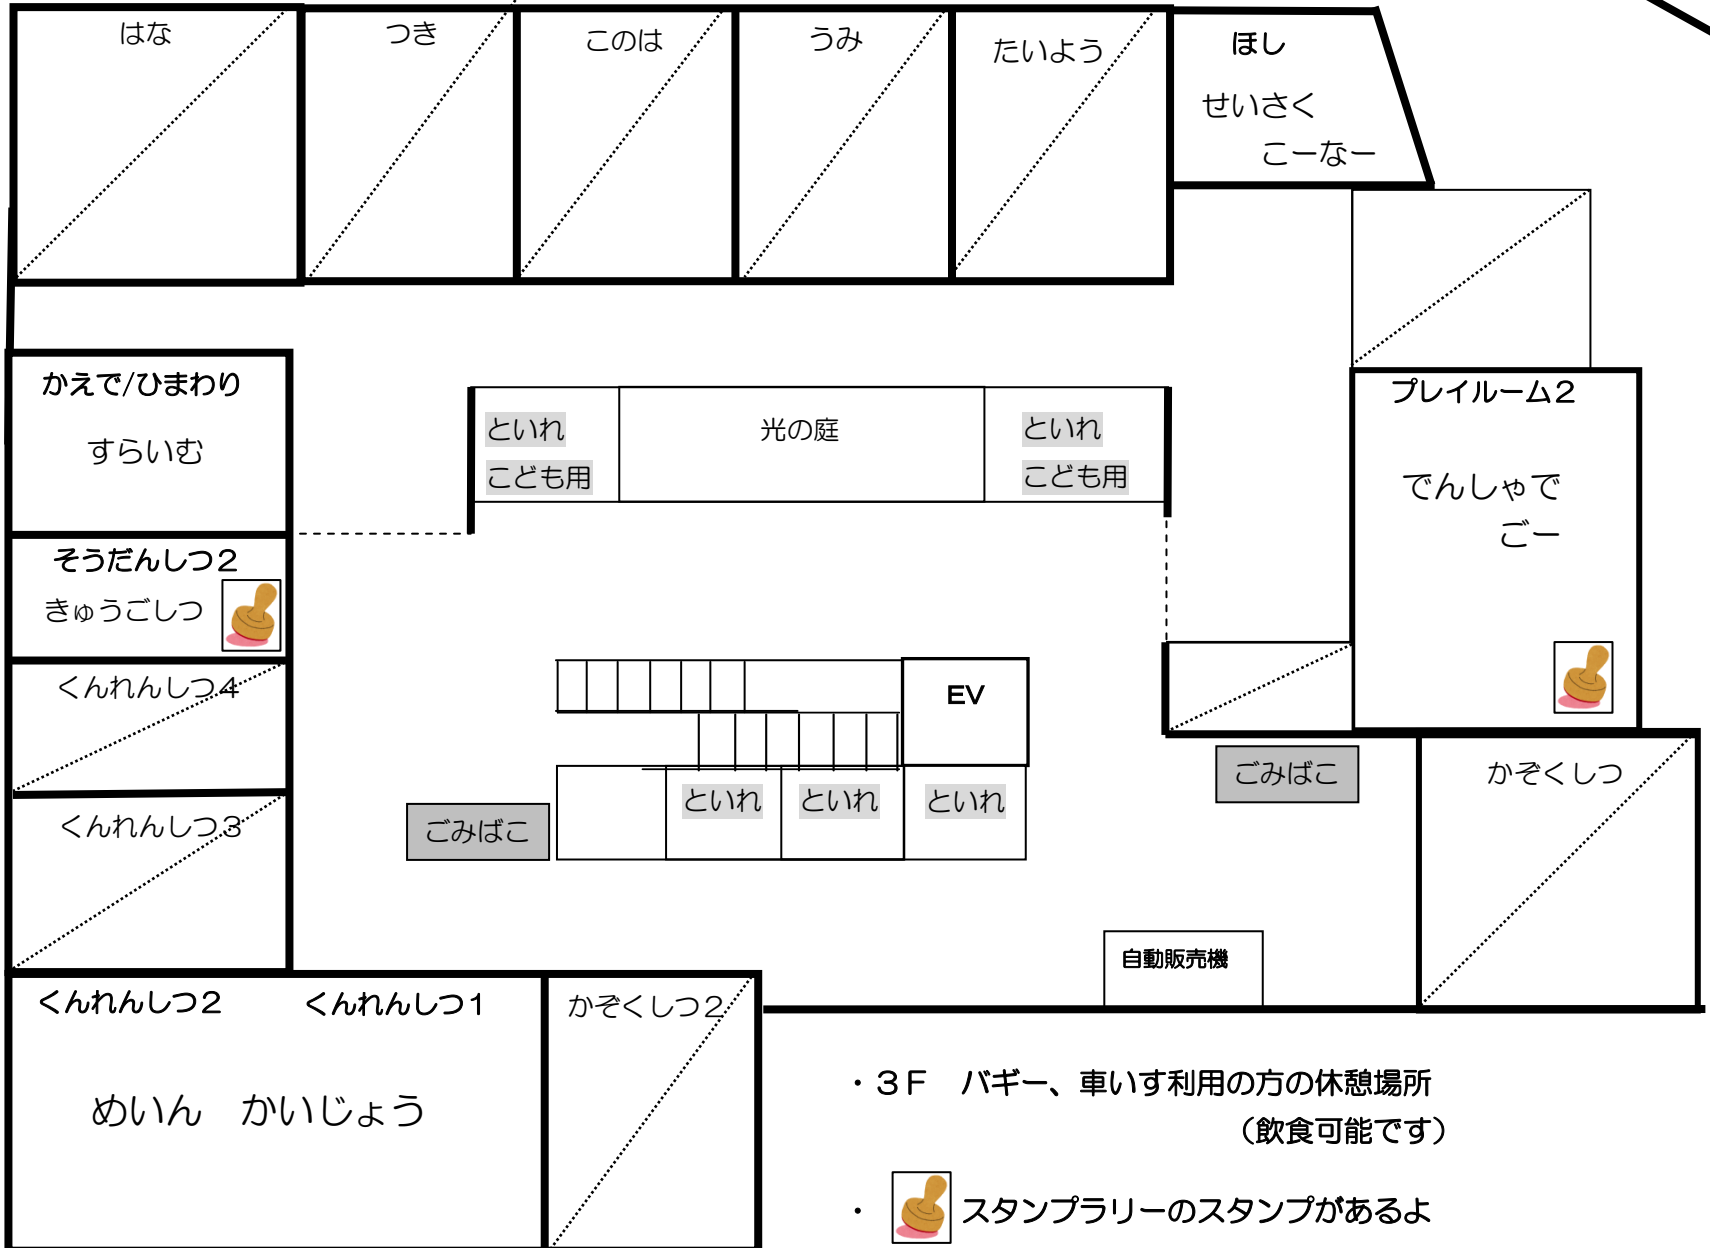 はな
つき
このは
うみ
たいよう
ほし
せいさく
こーなー
かえで/ひまわり
すらいむ
といれ
こども用
光の庭
といれ
こども用
プレイルーム２
でんしゃで
ごー
そうだんしつ２
きゅうごしつ
くんれんしつ４
くんれんしつ３
EV
といれ
といれ
といれ
ごみばこ
ごみばこ
かぞくしつ
自動販売機
くんれんしつ２
くんれんしつ１
めいん　かいじょう
かぞくしつ２
・３Ｆ　バギー、車いす利用の方の休憩場所
（飲食可能です）
・ スタンプラリーのスタンプがあるよ